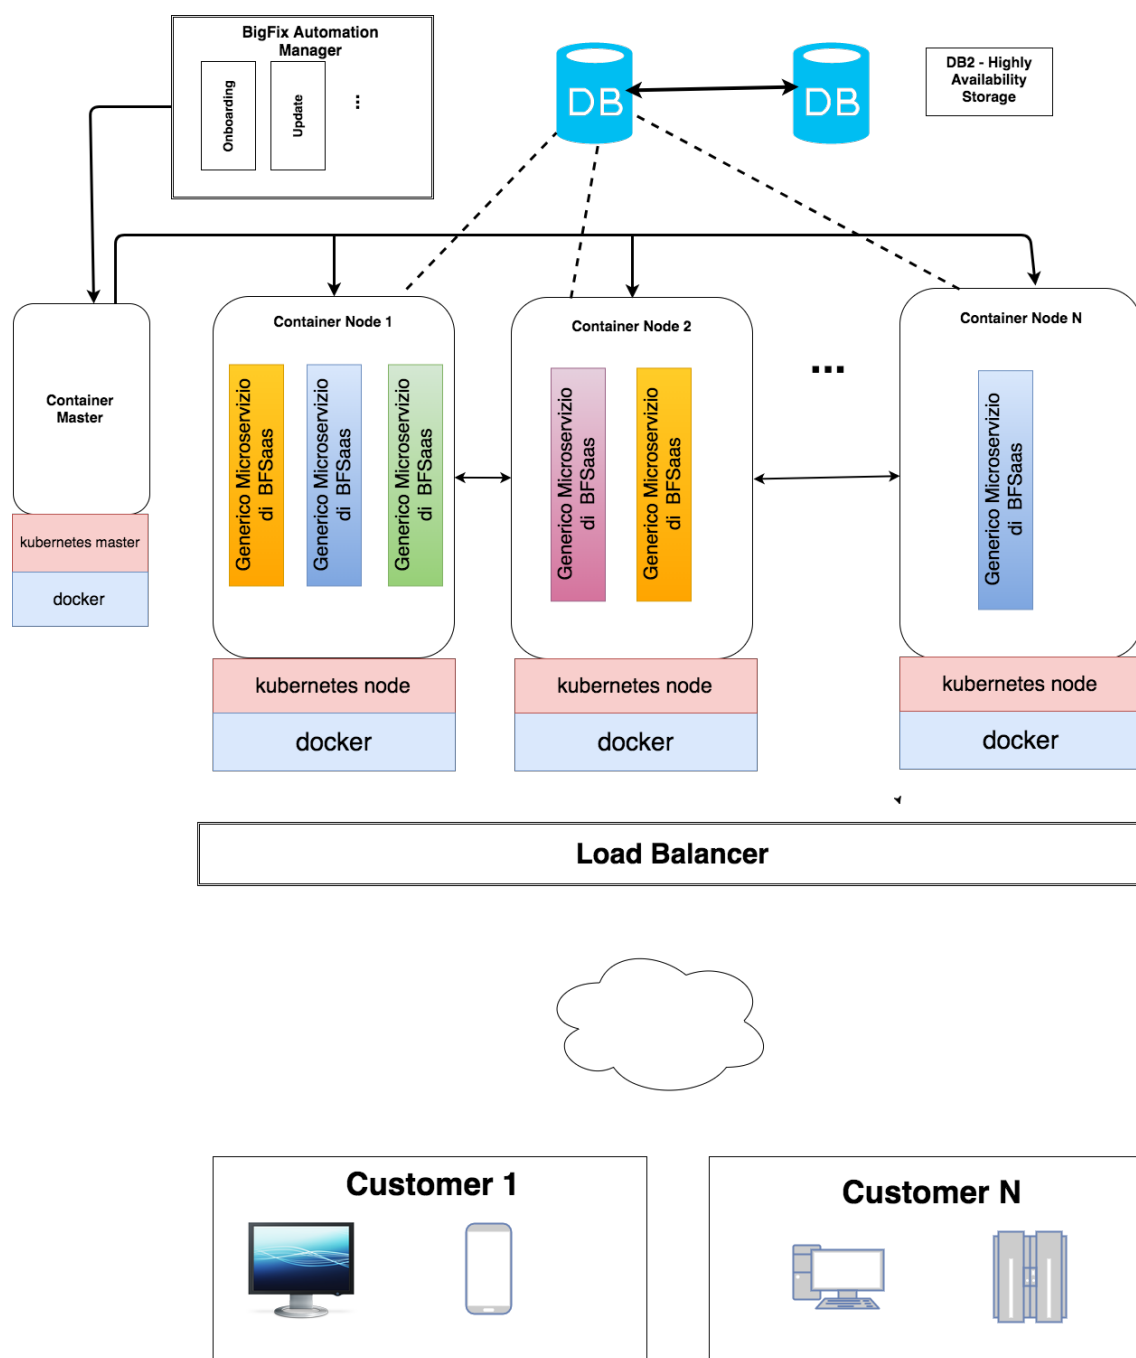 BigFix Automation
Manager
Onboarding
Update
...
DB
DB
DB2 - Highly
Availability
Storage
Container
Master
kubernetes master
docker
Container Node 1
Generico Microservizio
di BFSaas
Generico Microservizio
di BFSaas
Generico Microservizio
di BFSaas
kubernetes node
docker
Container Node 2
Generico Microservizio
di BFSaas
Generico Microservizio
di BFSaas
kubernetes node
docker
...
Container Node N
Generico Microservizio
di BFSaas
kubernetes node
docker
Load Balancer
Customer 1
Customer N